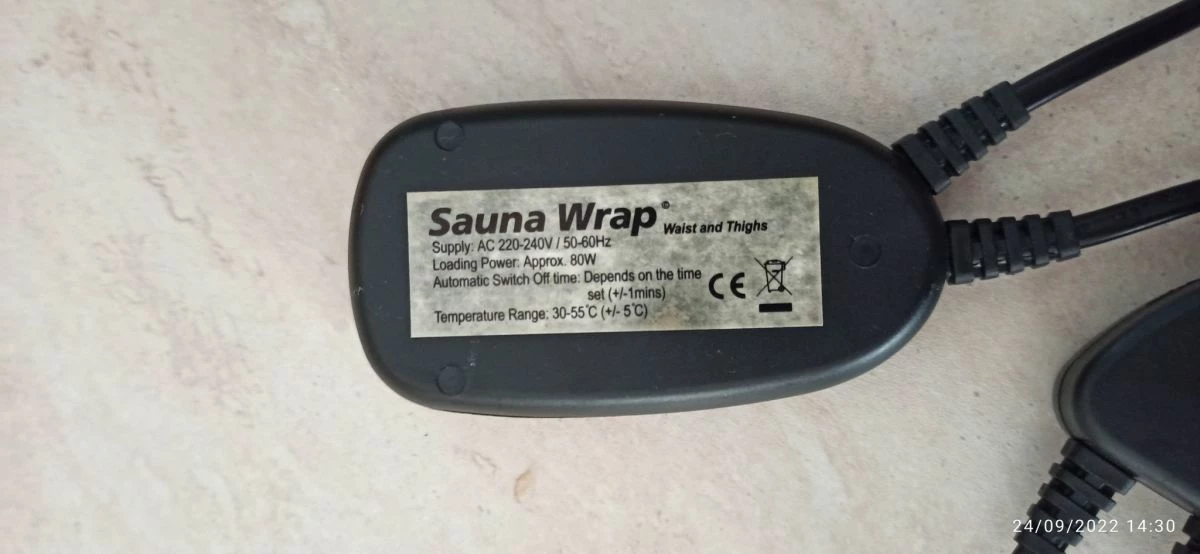 Sauna Wrap© Waist and Thighs
Supply: AC 220-240V / 50-60Hz
Loading Power: Approx. 80W
Automatic Switch Off time: Depends on the time
set (+/-1mins)
Temperature Range: 30-55°C (+/- 5°C)
CE
24/09/2022 14:30